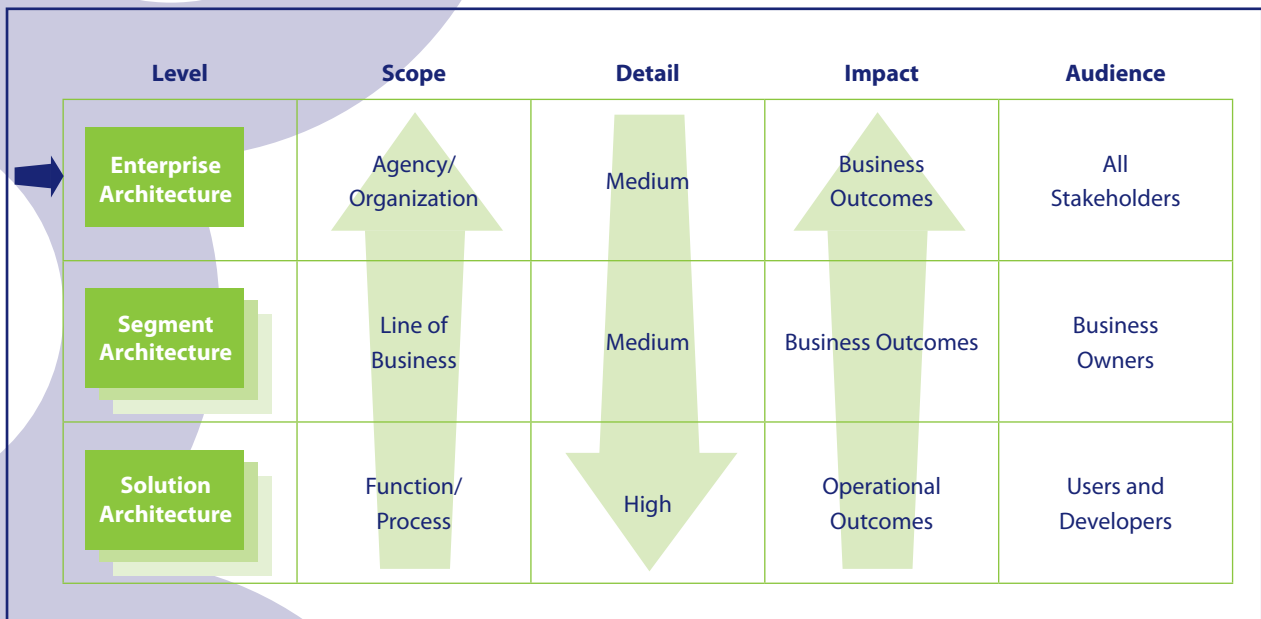 Level Scope Detail Impact Audience
Enterprise
Architecture
Agency/
Organization
Medium
Business
Outcomes
All
Stakeholders
Segment
Architecture
Line of
Business
Medium
Business Outcomes
Business
Owners
Solution
Architecture
Function/
Process
High
Operational
Outcomes
Users and
Developers